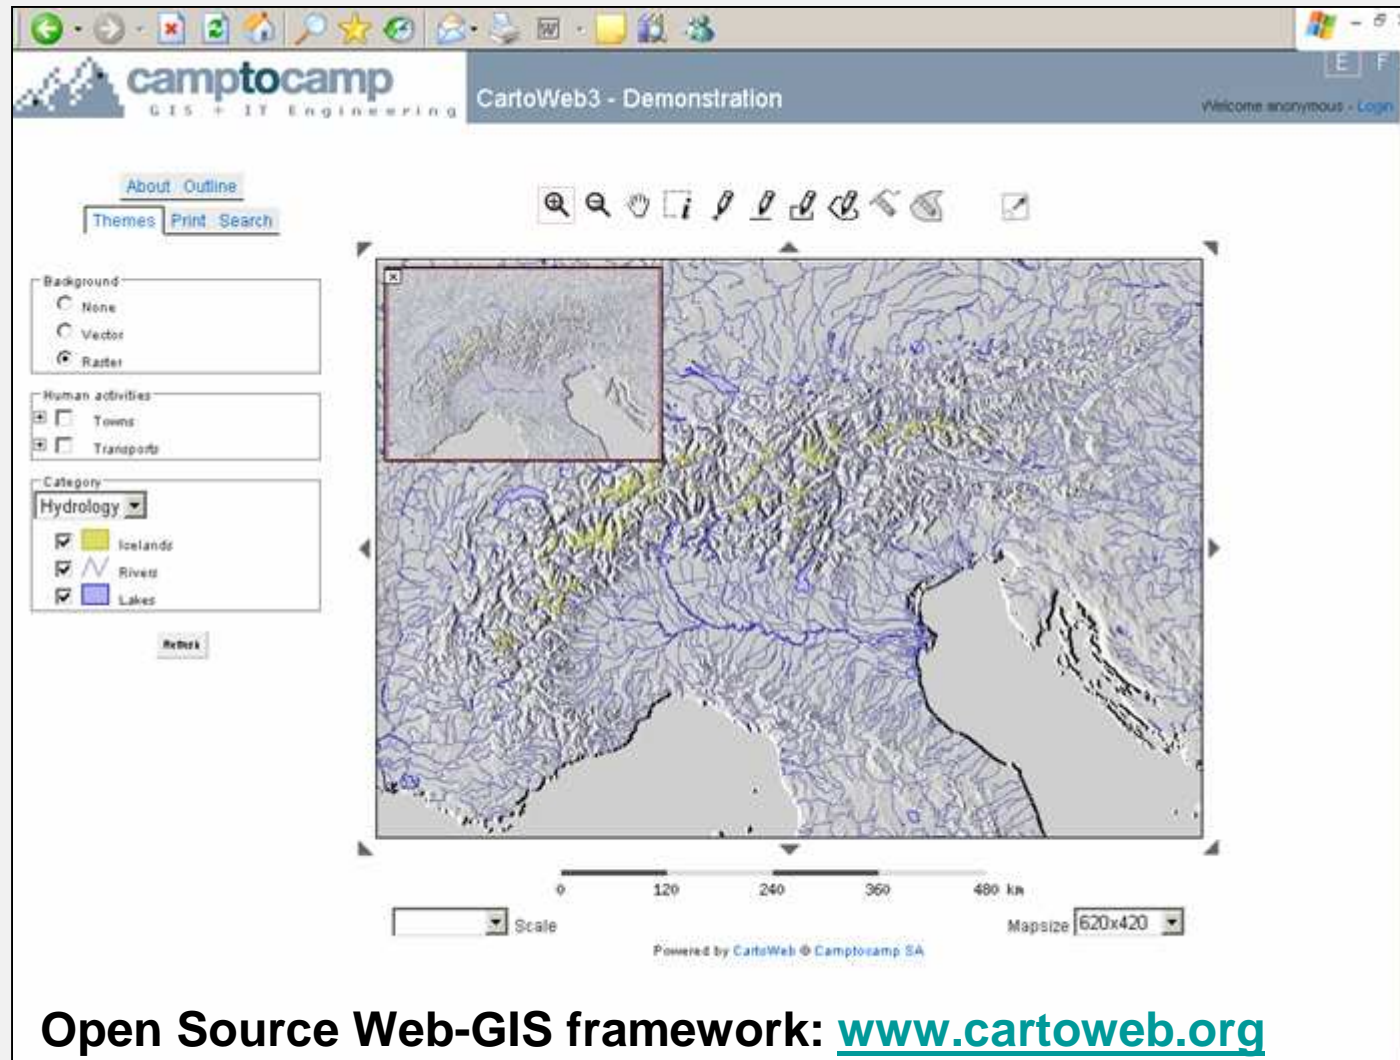 camptocamp
GIS + IT Engineering
CartoWeb3 - Demonstration
E F
Welcome anonymous - Login
About Outline
Themes Print Search
Background
None
Vector
Raster
Human activities
Towns
Transports
Category
Hydrology
Icelands
Rivers
Lakes
Refresh
0 120 240 360 480 km
Scale
Mapsize 620x420
Powered by CartoWeb © Camptocamp SA
Open Source Web-GIS framework: www.cartoweb.org